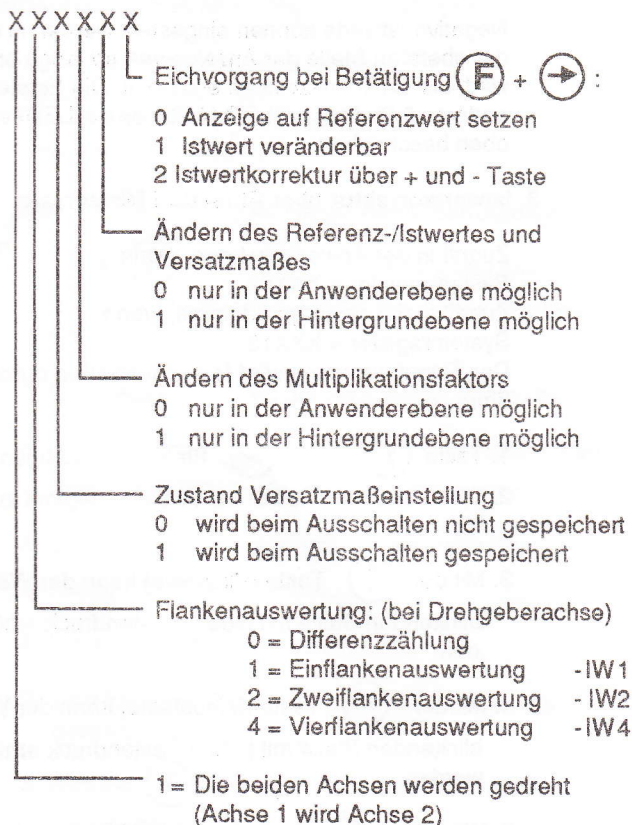 XXXXXX
Eichvorgang bei Betätigung F + → :
0 Anzeige auf Referenzwert setzen
1 Istwert veränderbar
2 Istwertkorrektur über + und - Taste
Ändern des Referenz-/Istwertes und
Versatzmaßes
0 nur in der Anwenderebene möglich
1 nur in der Hintergrundebene möglich
Ändern des Multiplikationsfaktors
0 nur in der Anwenderebene möglich
1 nur in der Hintergrundebene möglich
Zustand Versatzmaßeinstellung
0 wird beim Ausschalten nicht gespeichert
1 wird beim Ausschalten gespeichert
Flankenauswertung: (bei Drehgeberachse)
0 = Differenzzählung
1 = Einflankenauswertung - IW1
2 = Zweiflankenauswertung - IW2
4 = Vierflankenauswertung - IW4
1= Die beiden Achsen werden gedreht
(Achse 1 wird Achse 2)